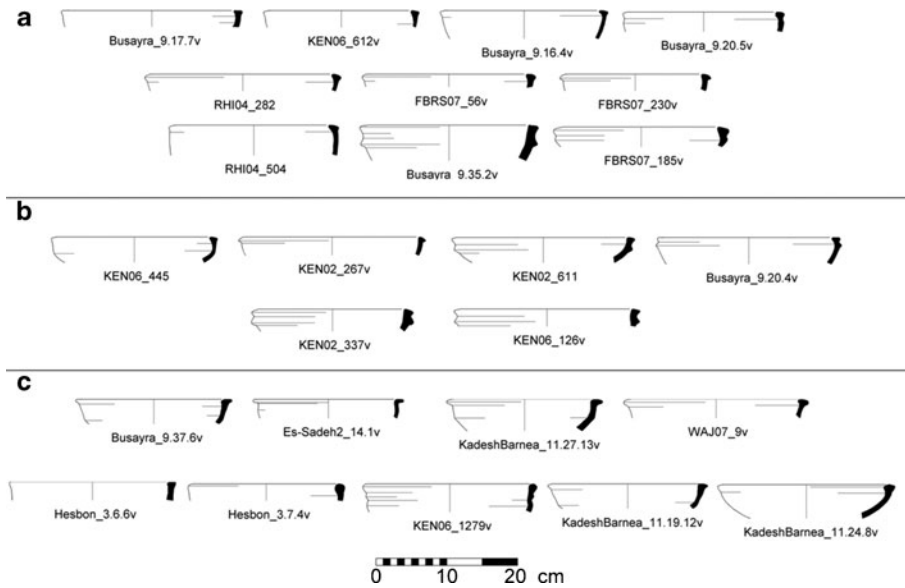 a
Busayra_9.17.7v KEN06_612v Busayra_9.16.4v Busayra_9.20.5v
RHI04_282 FBRS07_56v FBRS07_230v
RHI04_504 Busayra 9.35.2v FBRS07_185v
b
KEN06_445 KEN02_267v KEN02_611 Busayra_9.20.4v
KEN02_337v KEN06_126v
c
Busayra_9.37.6v Es-Sadeh2_14.1v KadeshBarnea_11.27.13v WAJ07_9v
Hesbon_3.6.6v Hesbon_3.7.4v KEN06_1279v KadeshBarnea_11.19.12v KadeshBarnea_11.24.8v
0 10 20 cm